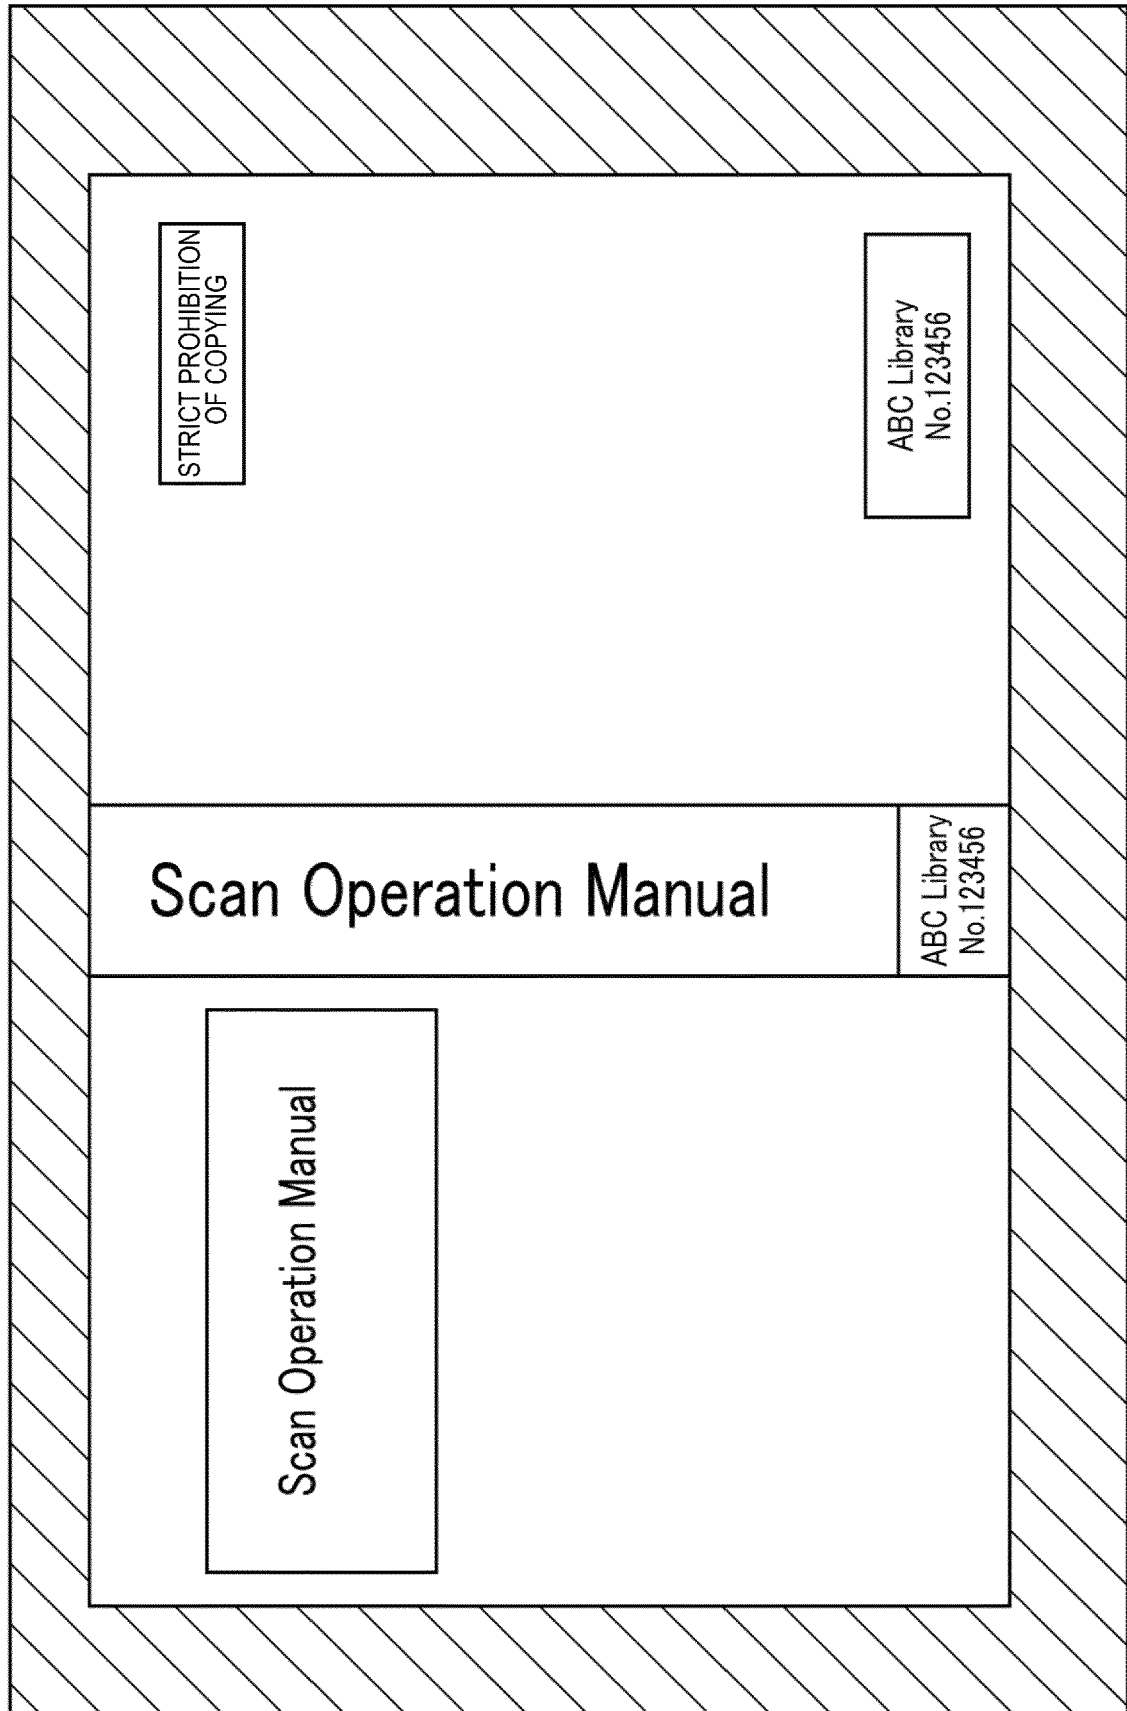 STRICT PROHIBITION
OF COPYING
ABC Library
No.123456
Scan Operation Manual
ABC Library
No.123456
Scan Operation Manual